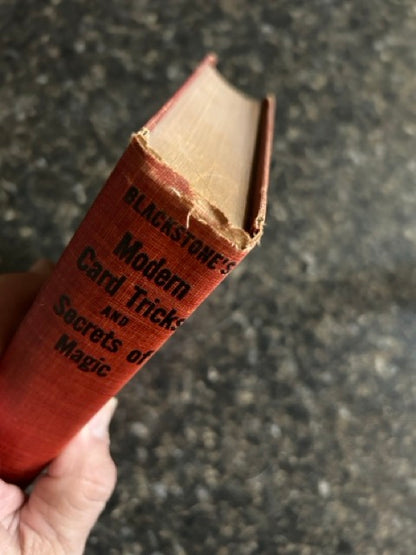 BLACKSTONE'S
Modern
Card Tricks
AND
Secrets of
Magic